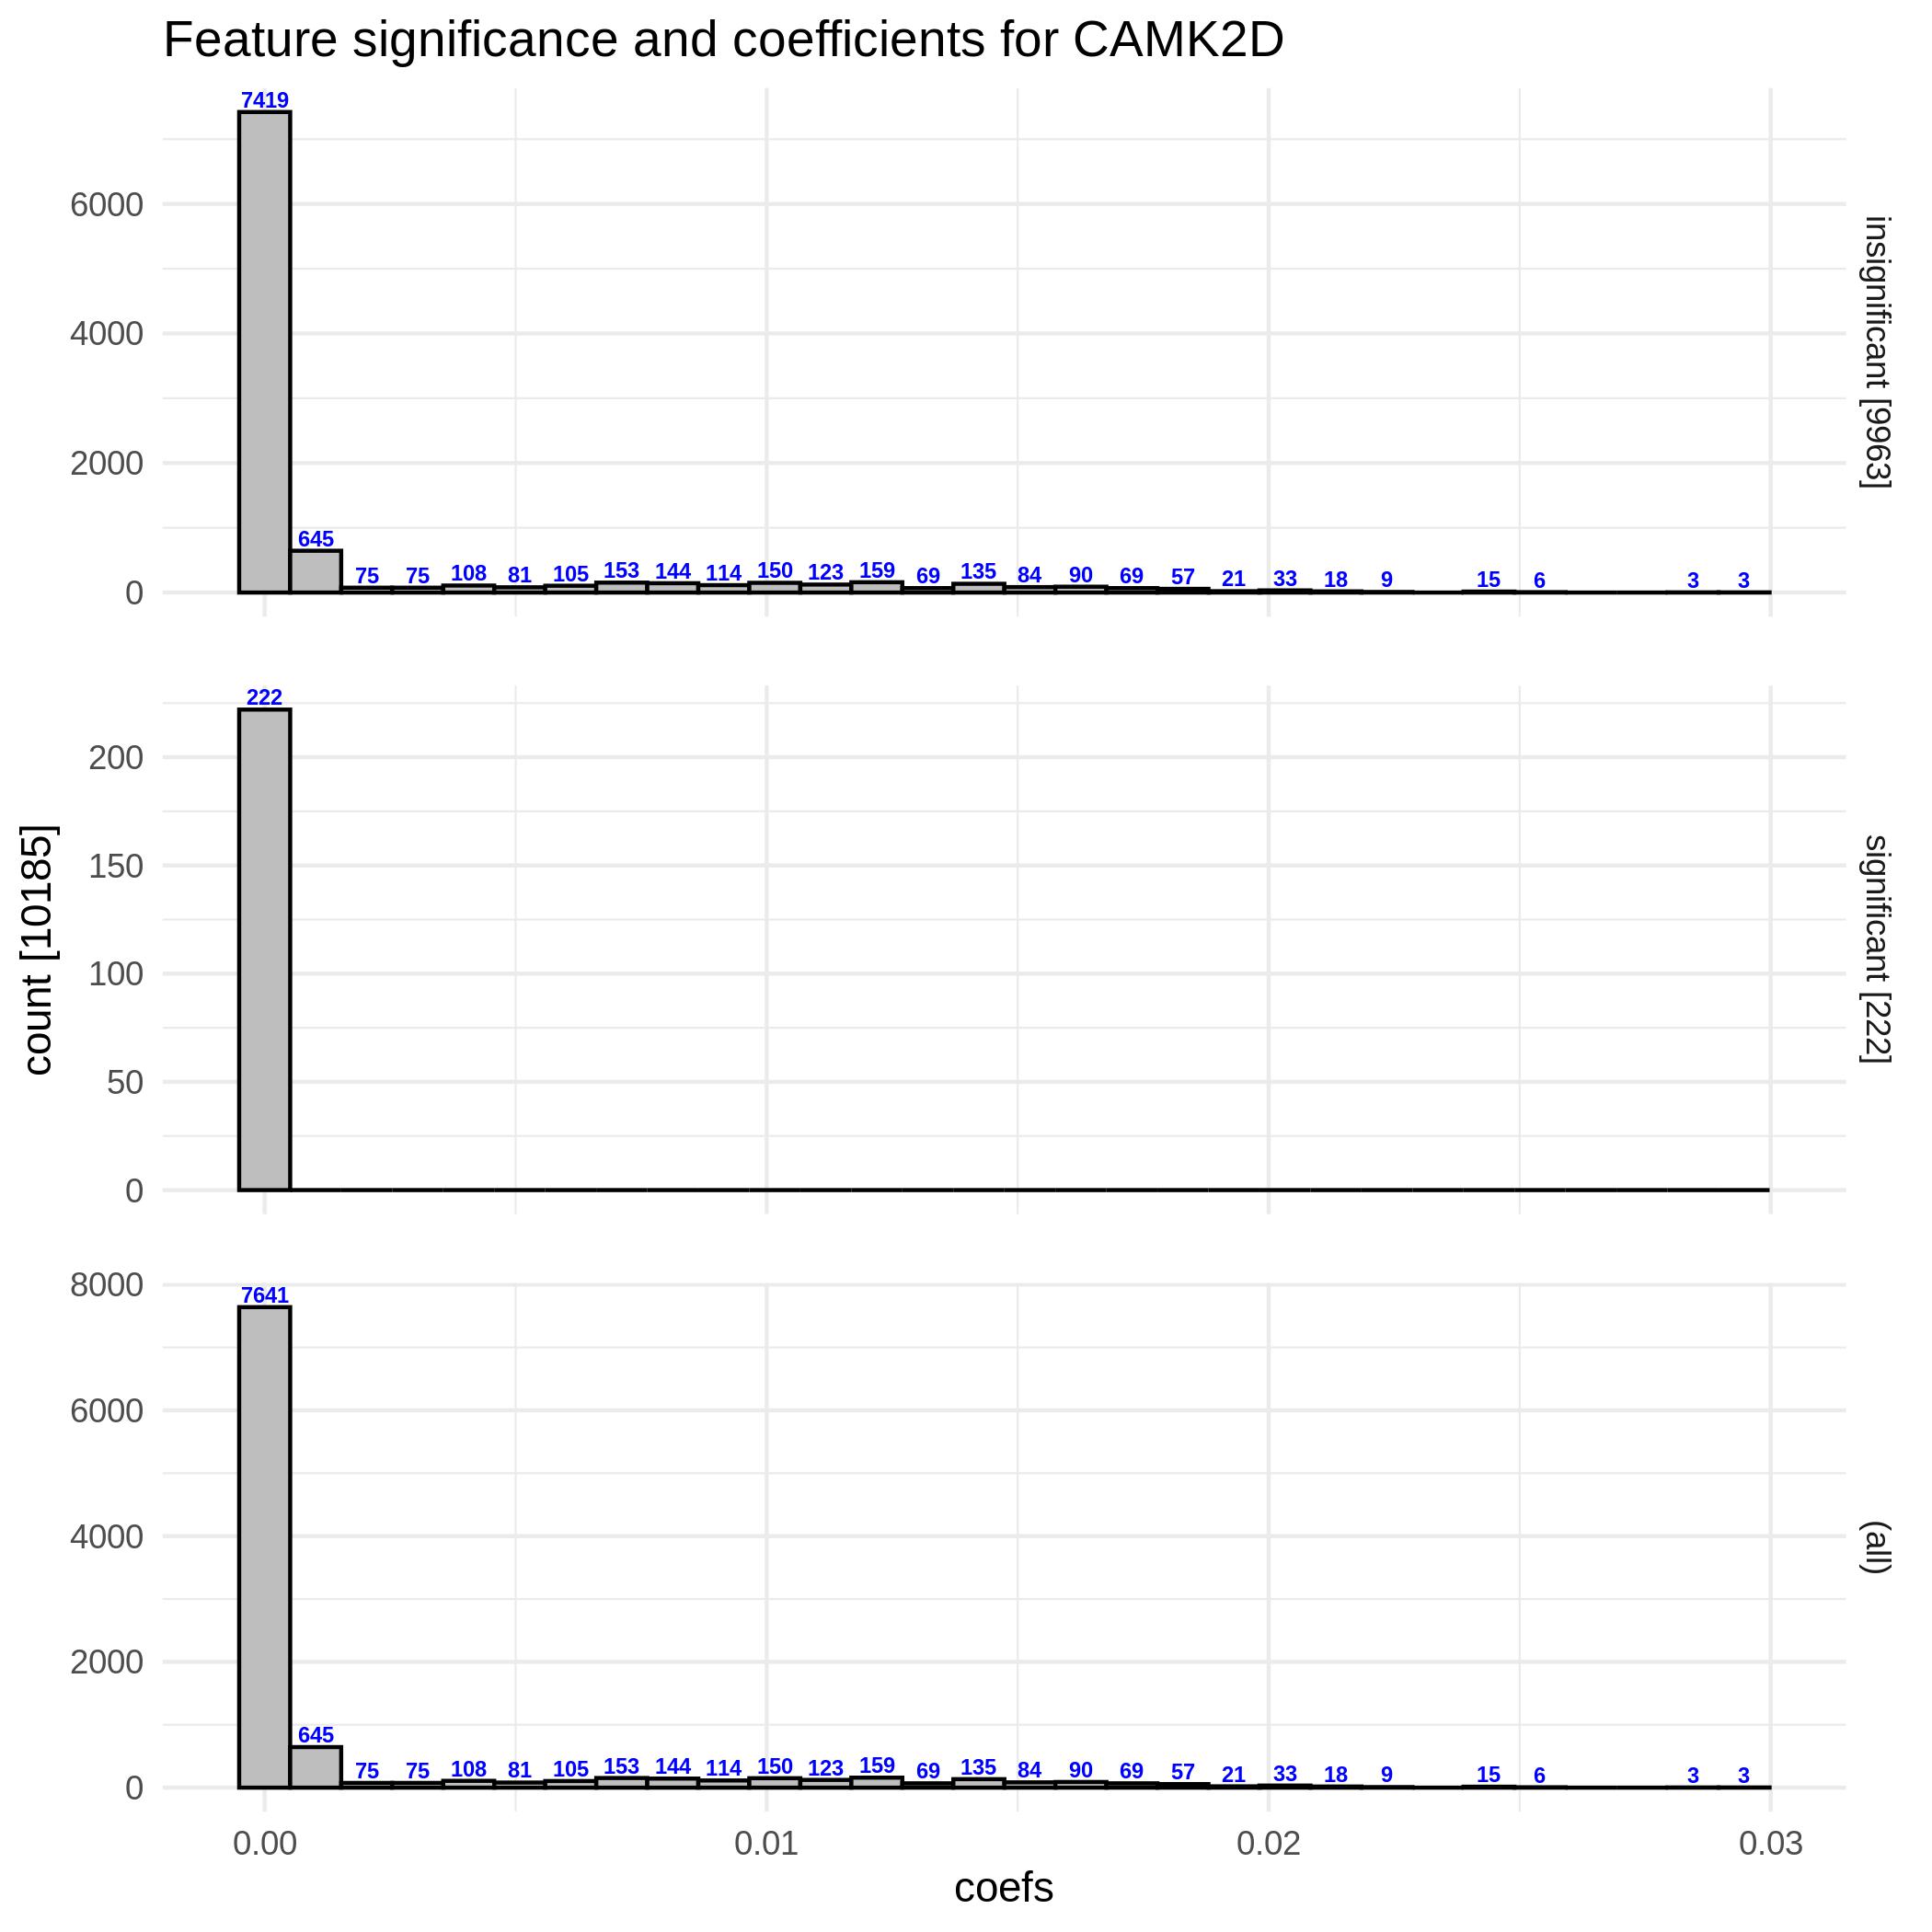 Feature significance and coefficients for CAMK2D
7419
6000
4000
2000
0
645
75 75 108 81 105 153 144 114 150 123 159 69 135 84 90 69 57 21 33 18 9 15 6 3 3
insignificant [9963]
222
200
150
100
50
0
significant [222]
count [10185]
8000
7641
6000
4000
2000
0
645
75 75 108 81 105 153 144 114 150 123 159 69 135 84 90 69 57 21 33 18 9 15 6 3 3
(all)
0.00 0.01 0.02 0.03
coefs